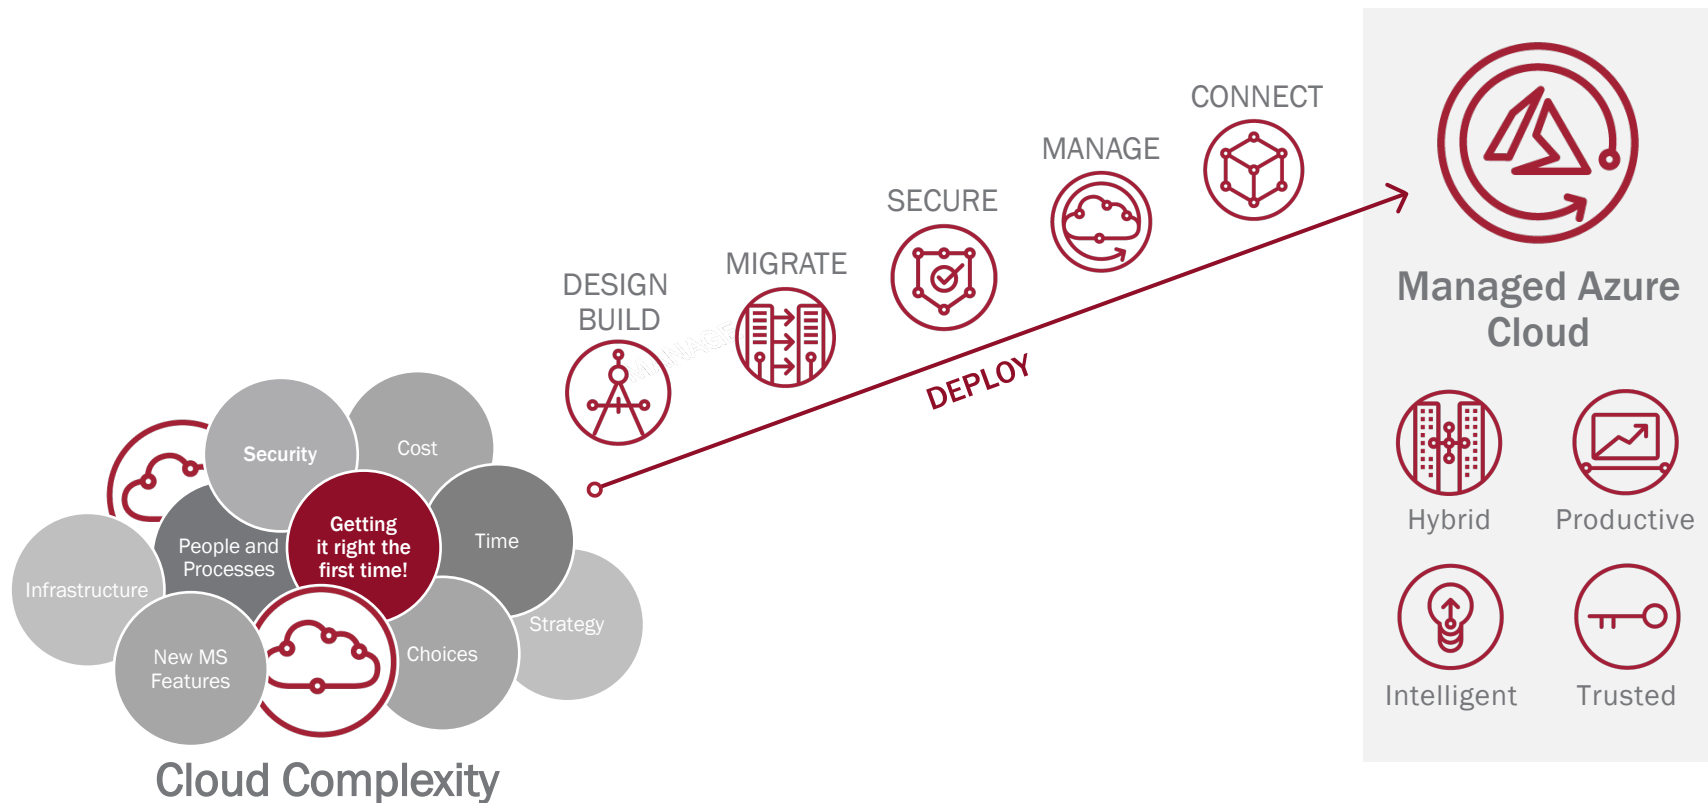 CONNECT
MANAGE
SECURE
MIGRATE
DESIGN
BUILD
MANAGE
DEPLOY
Managed Azure
Cloud
Hybrid
Productive
Intelligent
Trusted
Security
Cost
Getting
it right the
first time!
Time
People and
Processes
Infrastructure
Strategy
New MS
Features
Choices
Cloud Complexity